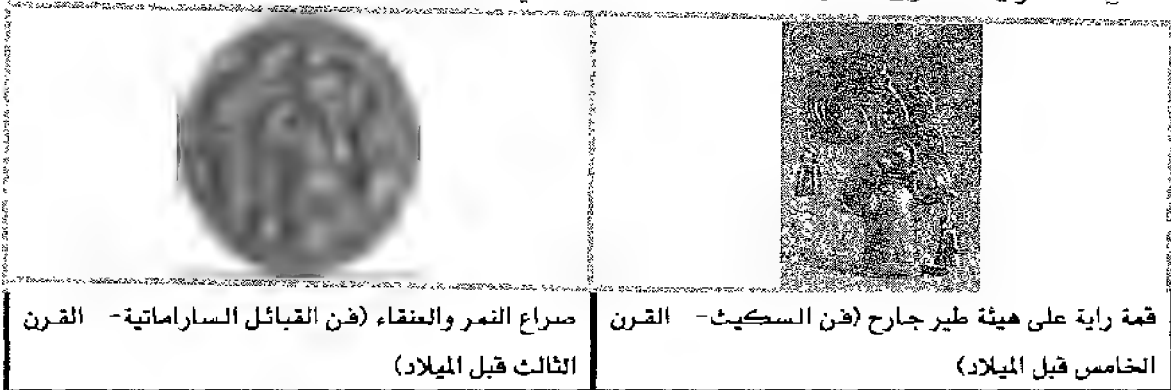 قمة راية على هيئة طير جارح (فن السكيث- القرن
الخامس قبل الميلاد)
صراع النمر والعنقاء (فن القبائل الساراماتية- القرن
الثالث قبل الميلاد)